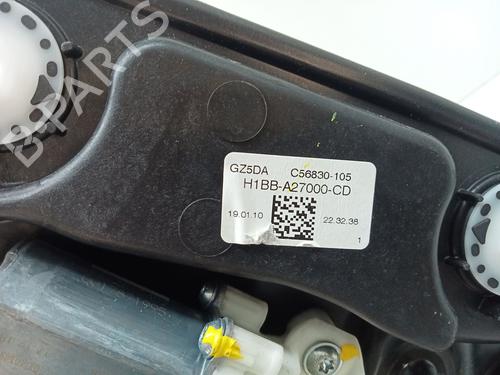 B-PARTS
GZ5DA C56830-105
H1BB-A27000-CD
19.01.10 22.32.38
1